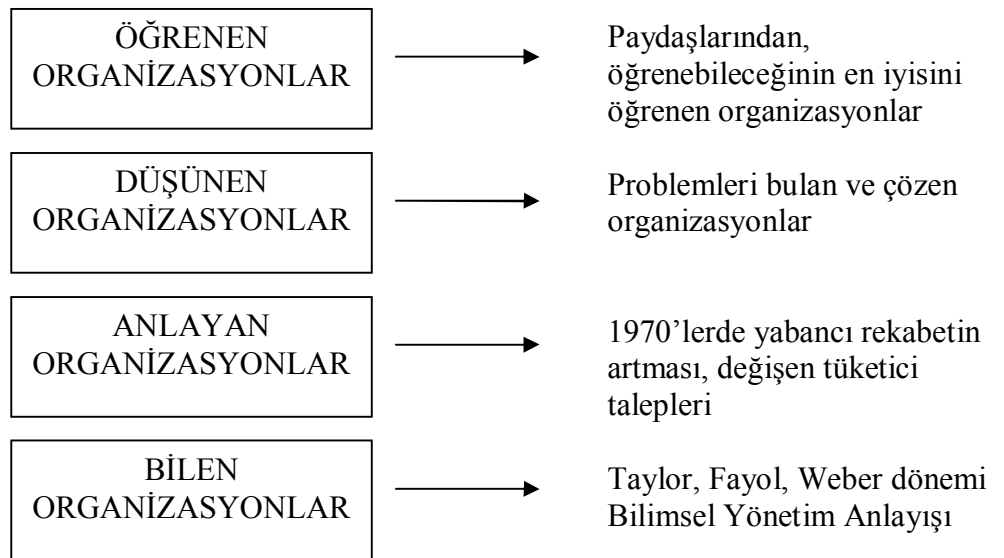 ÖĞRENEN
ORGANİZASYONLAR
Paydaşlarından,
öğrenebileceğinin en iyisini
öğrenen organizasyonlar
DÜŞÜNEN
ORGANİZASYONLAR
Problemleri bulan ve çözen
organizasyonlar
ANLAYAN
ORGANİZASYONLAR
1970’lerde yabancı rekabetin
artması, değişen tüketici
talepleri
BİLEN
ORGANİZASYONLAR
Taylor, Fayol, Weber dönemi
Bilimsel Yönetim Anlayışı